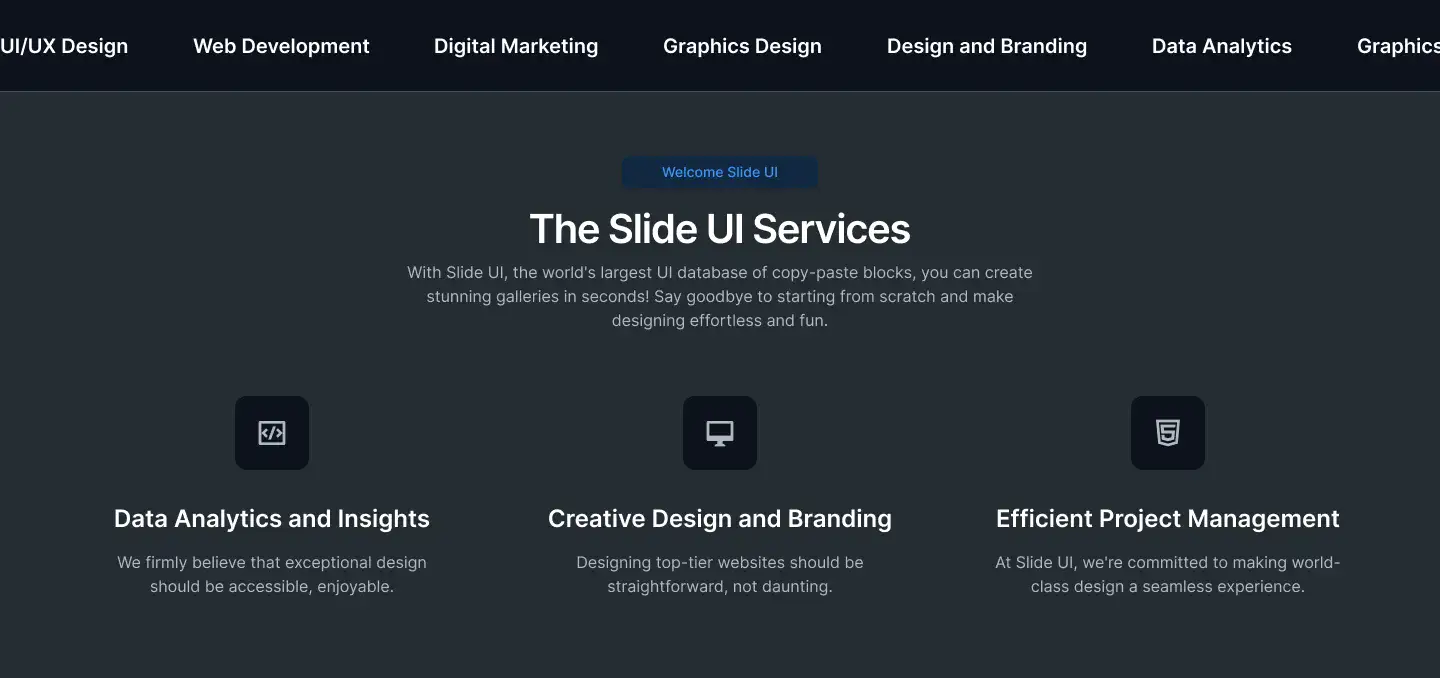 UI/UX Design Web Development Digital Marketing Graphics Design Design and Branding Data Analytics Graphics
Welcome Slide UI
The Slide UI Services
With Slide UI, the world's largest UI database of copy-paste blocks, you can create
stunning galleries in seconds! Say goodbye to starting from scratch and make
designing effortless and fun.
Data Analytics and Insights
We firmly believe that exceptional design
should be accessible, enjoyable.
Creative Design and Branding
Designing top-tier websites should be
straightforward, not daunting.
Efficient Project Management
At Slide UI, we're committed to making world-
class design a seamless experience.